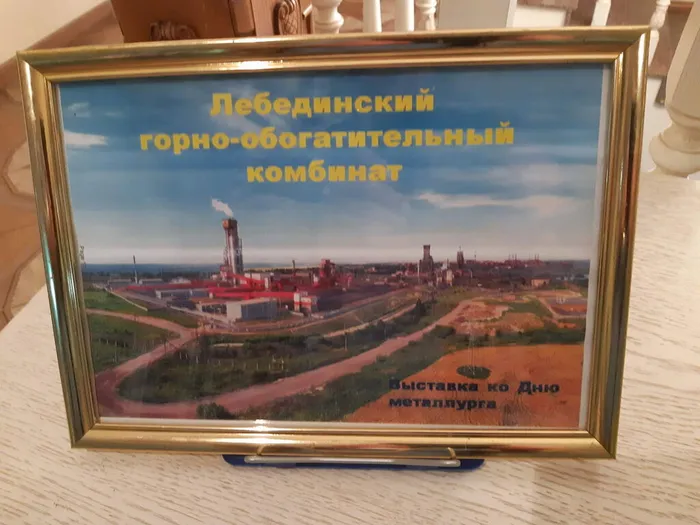 Лебединский
горно-обогатительный
комбинат
Выставка ко Дню
металлурга